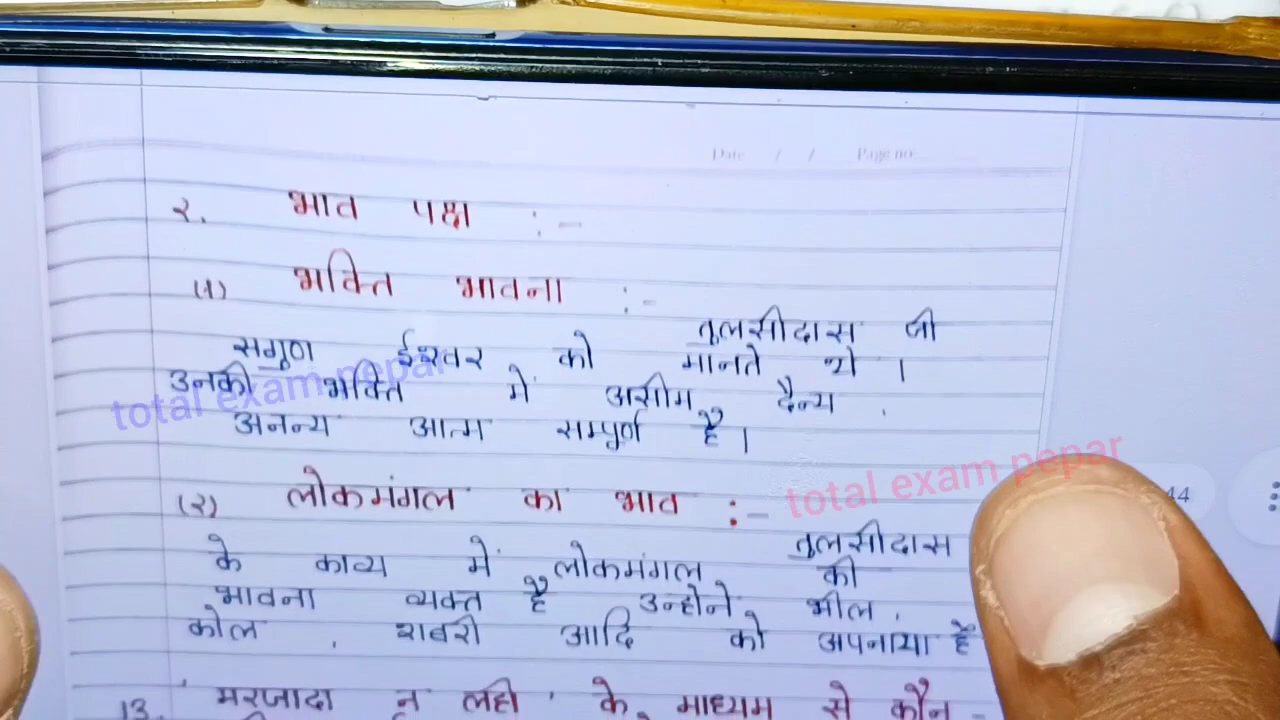 Date / / Page no.
२. भाव पक्ष :-
(1) भक्ति भावना :-
तुलसीदास जी
सगुण ईश्वर को मानते थे ।
उनकी भक्ति में असीम दैन्य ,
total exam pepar
अनन्य आत्म सम्पूर्ण है ।
(२) लोकमंगल का भाव :-
total exam pepar
44
तुलसीदास
के काव्य में लोकमंगल की
भावना व्यक्त है उन्होने भील ,
कोल , शबरी आदि को अपनाया है
13. ' मरजादा न लही ' के माध्यम से कौन -